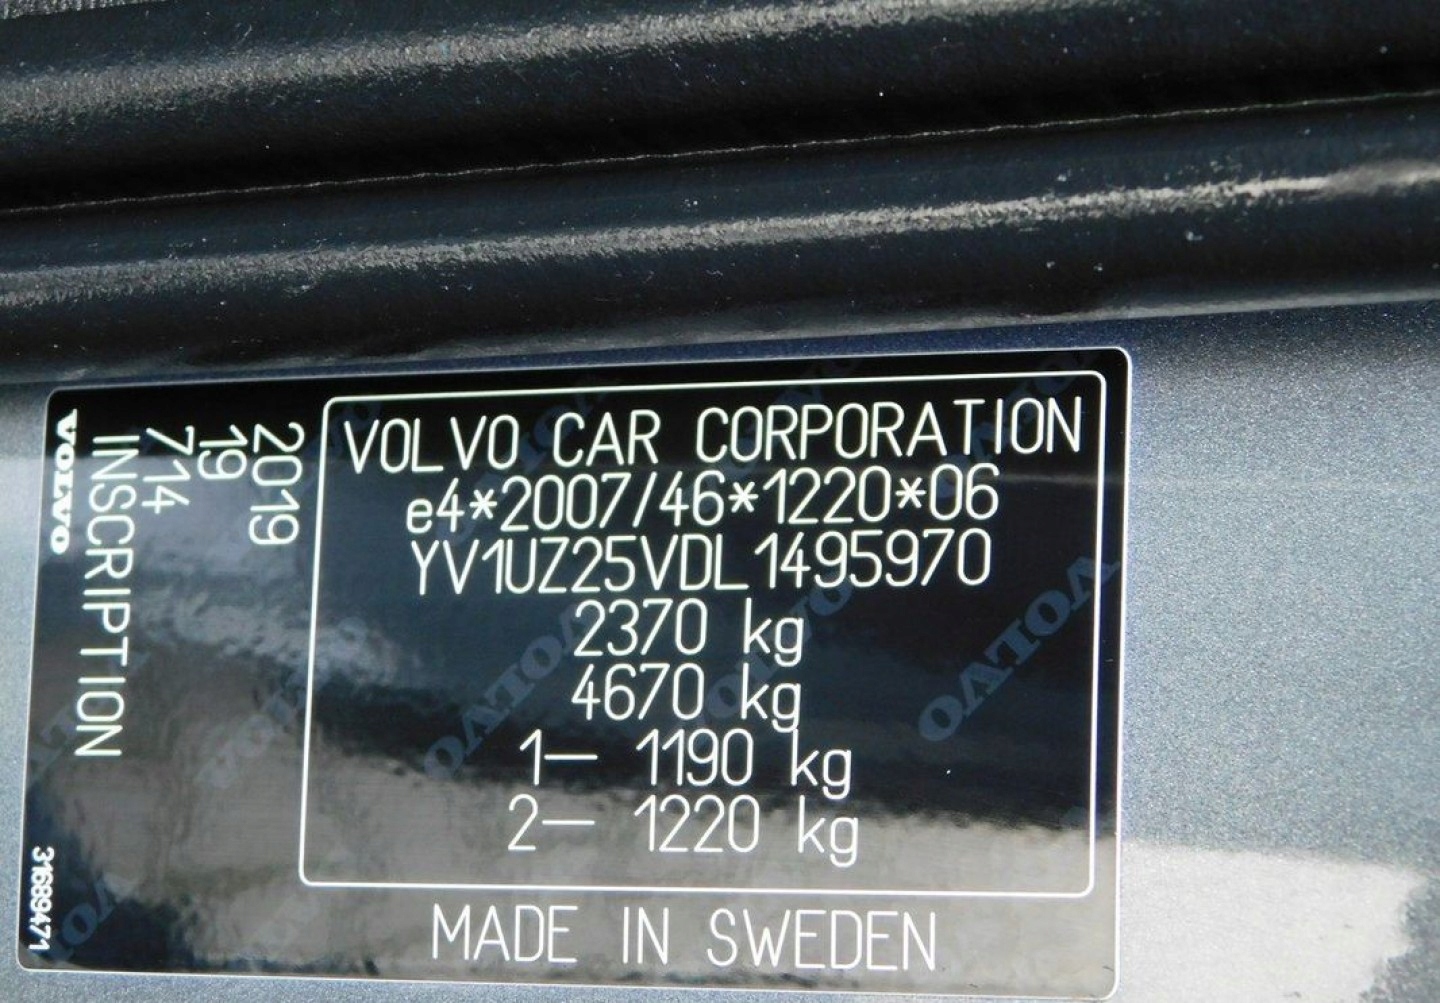 VOLVO CAR CORPORATION
e4*2007/46*1220*06
YV1UZ25VDL1495970
2370 kg
4670 kg
1– 1190 kg
2– 1220 kg
MADE IN SWEDEN
2019
19
714
INSCRIPTION
VOLVO
31689471